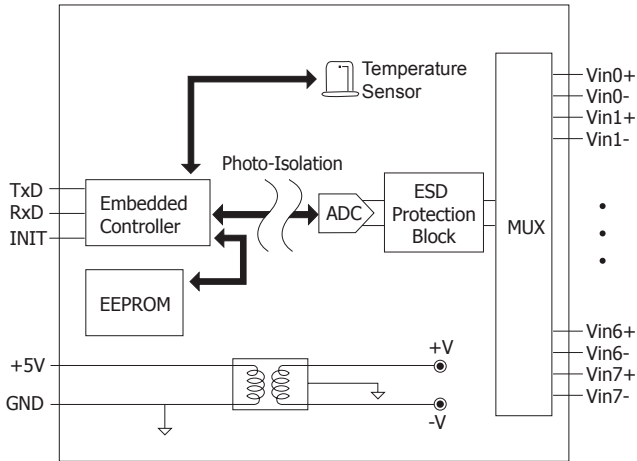 Temperature
Sensor
Vin0+
Vin0-
Vin1+
Vin1-
Photo-Isolation
TxD
RxD
INIT
Embedded
Controller
ADC
ESD
Protection
Block
MUX
EEPROM
Vin6+
Vin6-
Vin7+
Vin7-
+5V
GND
+V
-V